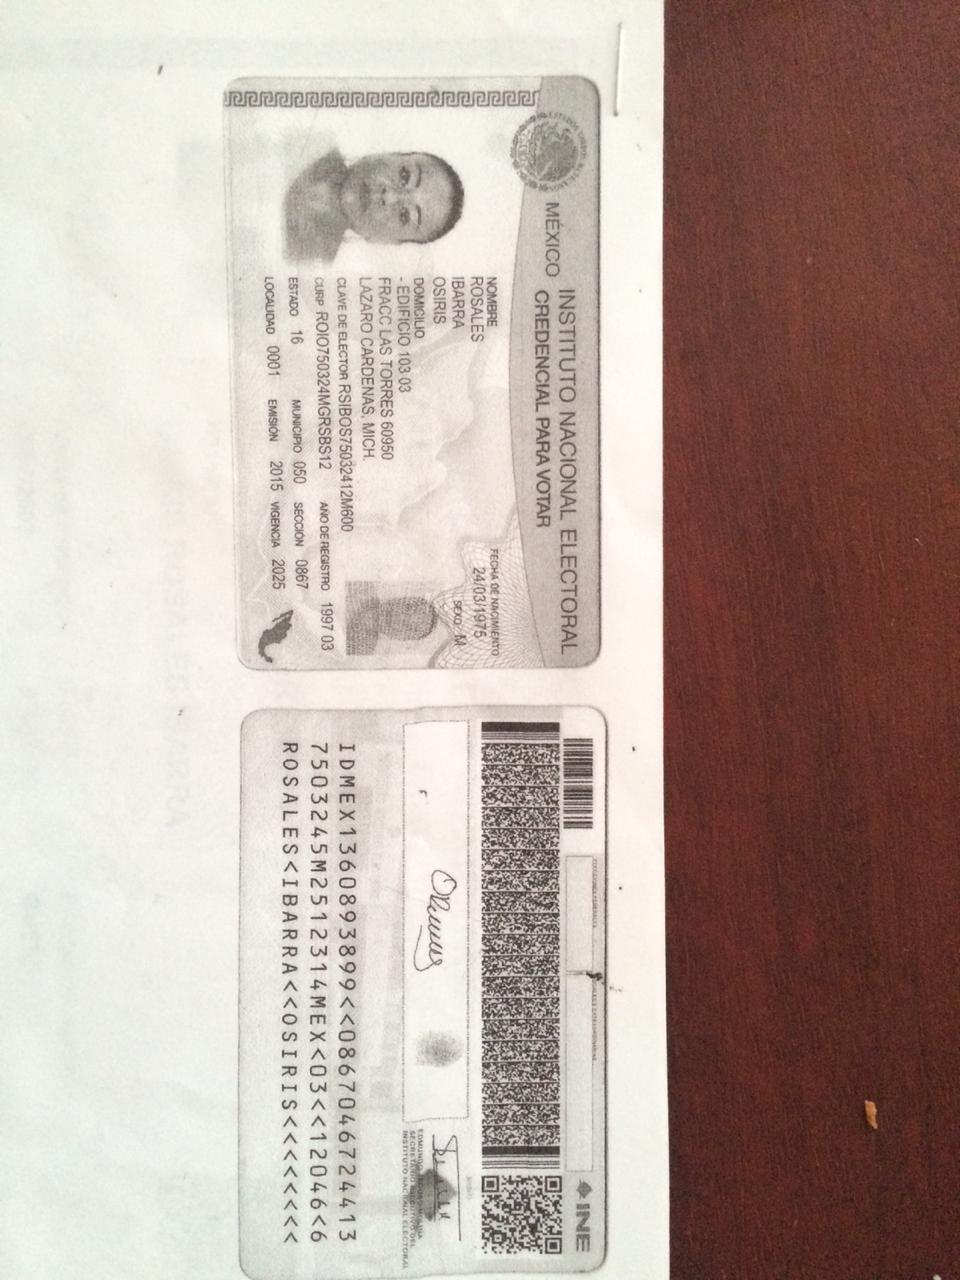 MÉXICO
INSTITUTO NACIONAL ELECTORAL
CREDENCIAL PARA VOTAR
NOMBRE
ROSALES
IBARRA
OSIRIS
FECHA DE NACIMIENTO
24/03/1975
SEXO M
DOMICILIO
- EDIFICIO 103 03
FRACC LAS TORRES 60950
LAZARO CARDENAS, MICH.
CLAVE DE ELECTOR RSIBOS75032412M600
CURP ROIO750324MGRSBS12 AÑO DE REGISTRO 1997 03
ESTADO 16 MUNICIPIO 050 SECCIÓN 0867
LOCALIDAD 0001 EMISIÓN 2015 VIGENCIA 2025
INE
EDMUNDO JACOBO MOLINA
SECRETARIO EJECUTIVO DEL
INSTITUTO NACIONAL ELECTORAL
IDMEX1360893899<<0867046724413
7503245M2512314MEX<03<<12046<6
ROSALES<IBARRA<<OSIRIS<<<<<<<<
ROSALES IBARRA